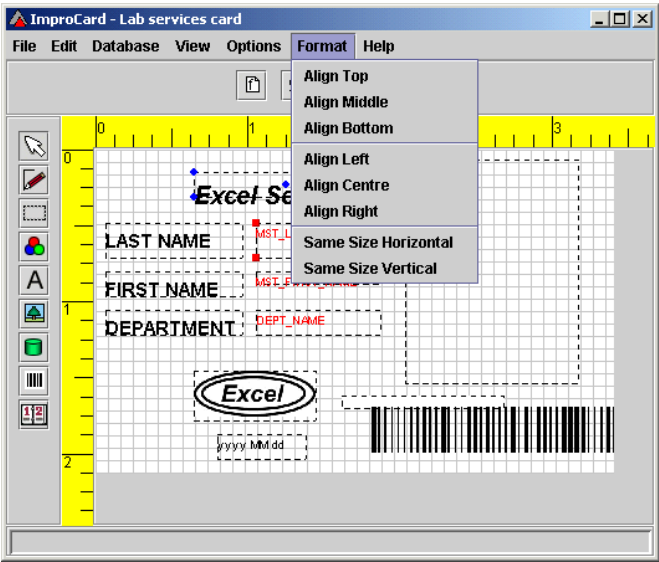 ImproCard - Lab services card
File Edit Database View Options Format Help
Align Top
Align Middle
Align Bottom
Align Left
Align Centre
Align Right
Same Size Horizontal
Same Size Vertical
0 1 3
0
Excel
LAST NAME
FIRST NAME
DEPARTMENT DEPT_NAME
A
1
Excel
1 2
yyyy MM dd
2